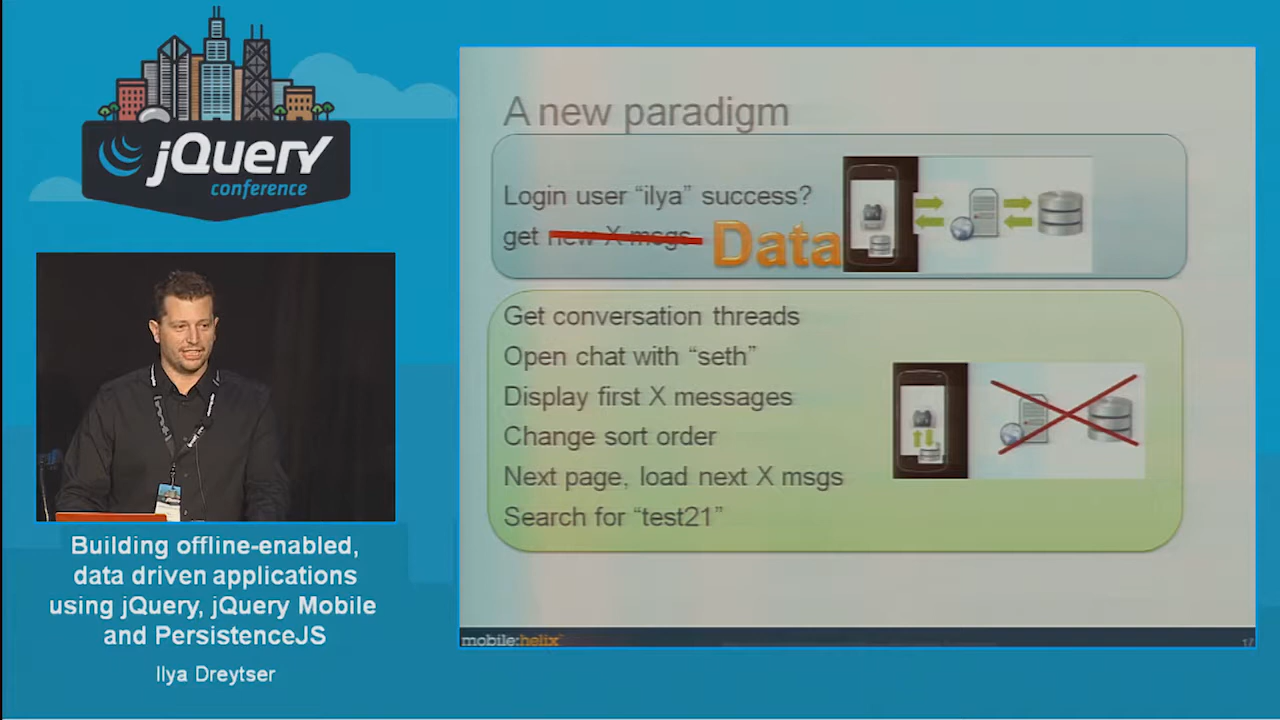 jQuery
conference
Building offline-enabled,
data driven applications
using jQuery, jQuery Mobile
and PersistenceJS
Ilya Dreytser
A new paradigm
Login user “ilya” success?
get new X msgs Data
Get conversation threads
Open chat with “seth”
Display first X messages
Change sort order
Next page, load next X msgs
Search for “test21”
mobile:helix
17